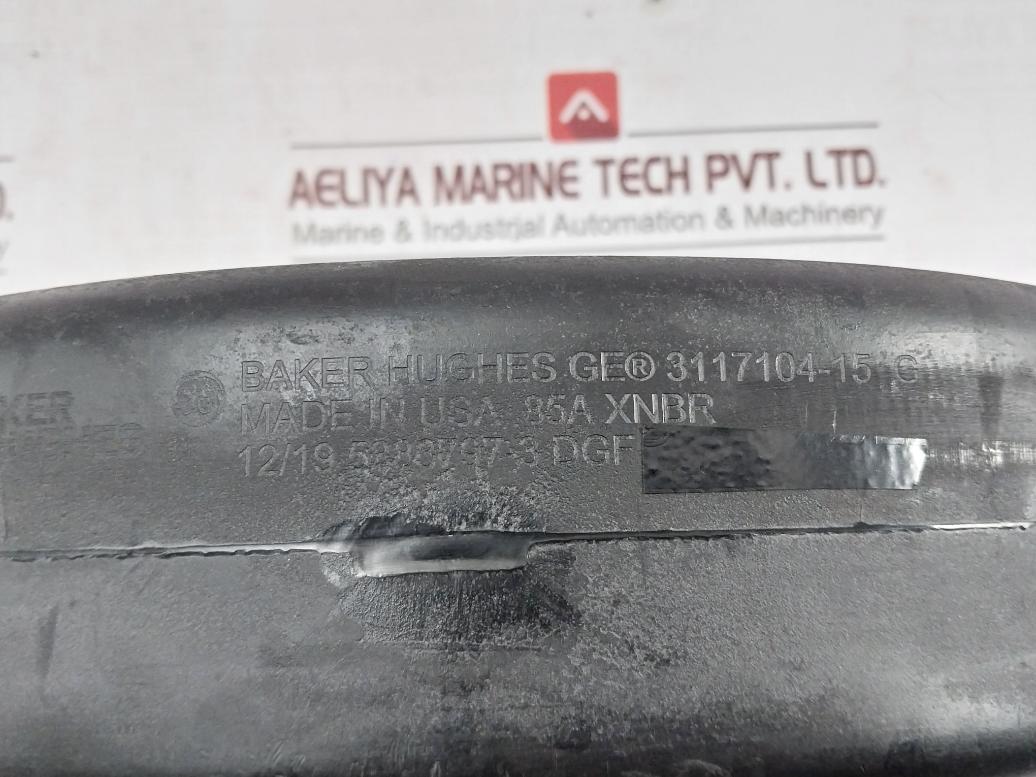 AELIYA MARINE TECH PVT. LTD.
Marine & Industrial Automation & Machinery
BAKER HUGHES GE® 3117104-15 C
MADE IN USA 85A XNBR
12/19 DGF